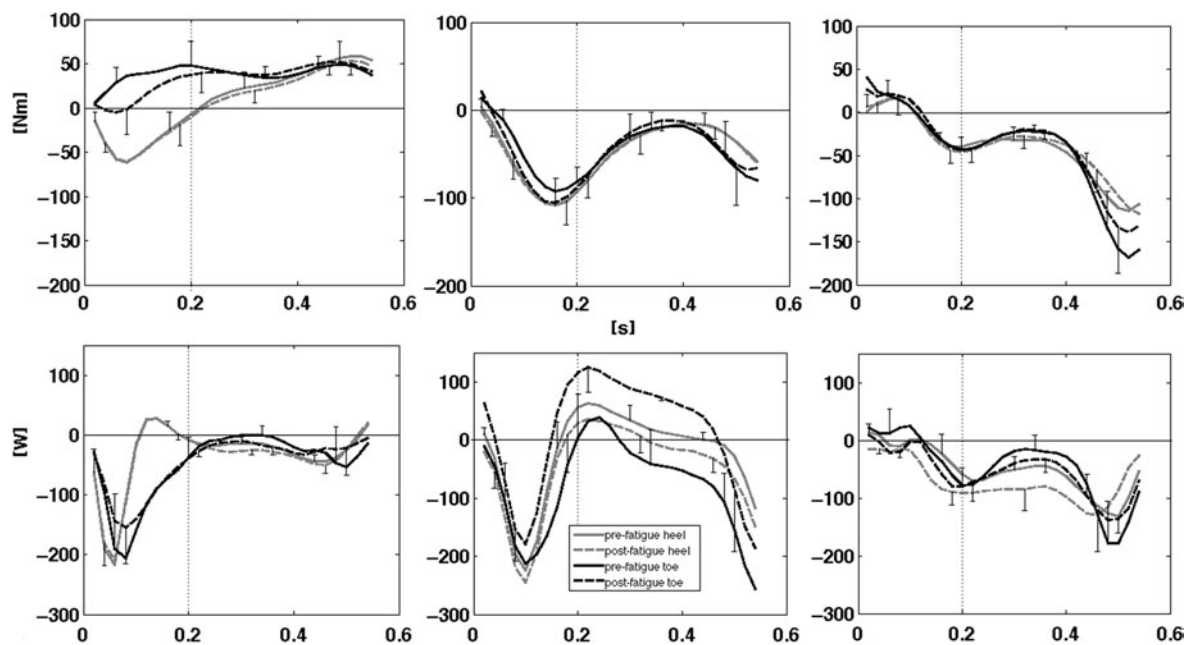 100 100 100
50 50 50
[Nm] 0 0 0
−50 −50 −50
−100 −100 −100
−150 −150 −150
−200 −200 −200
0 0.2 0.4 0.6 0 0.2 0.4 0.6 0 0.2 0.4 0.6
[s]
100 100 100
[W] 0 0 0
−100 −100 −100
−200 −200 −200
−300 −300 −300
pre-fatigue heel
post-fatigue heel
pre-fatigue toe
post-fatigue toe
0 0.2 0.4 0.6 0 0.2 0.4 0.6 0 0.2 0.4 0.6